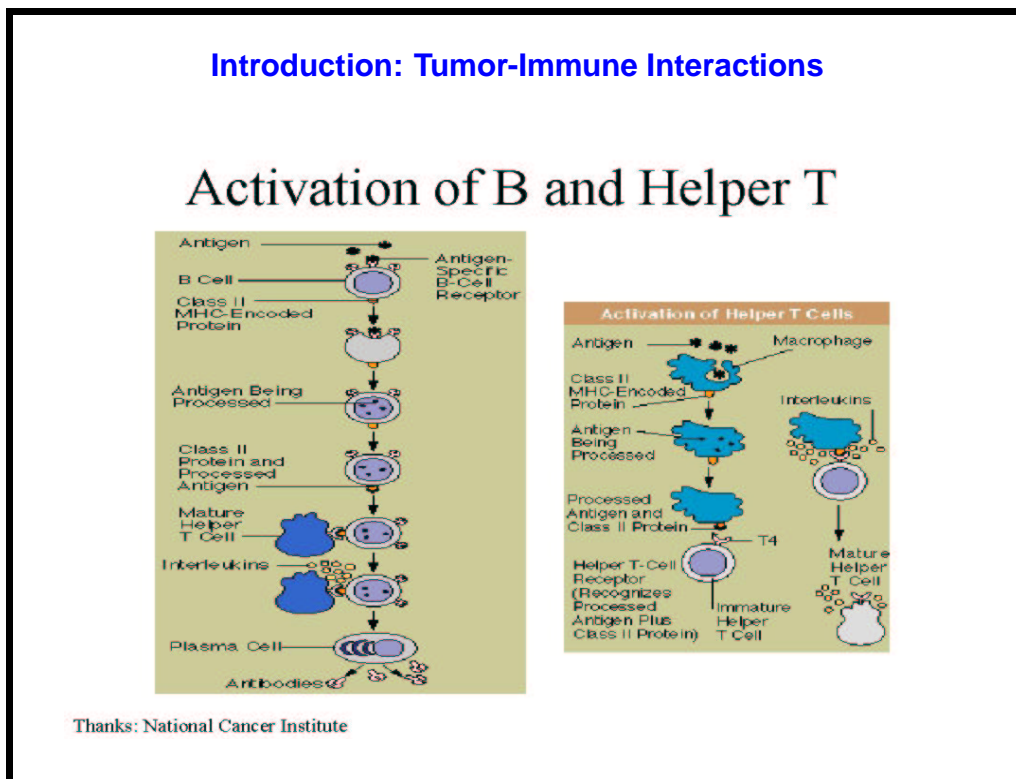 Introduction: Tumor-Immune Interactions
Activation of B and Helper T
Antigen
Antigen-
Specific
B-Cell
Receptor
B Cell
Class II
MHC-Encoded
Protein
Antigen Being
Processed
Class II
Protein and
Processed
Antigen
Mature
Helper
T Cell
Interleukins
Plasma Cell
Antibodies
Activation of Helper T Cells
Antigen
Macrophage
Class II
MHC-Encoded
Protein
Interleukins
Antigen
Being
Processed
Processed
Antigen and
Class II Protein
T4
Helper T-Cell
Receptor
(Recognizes
Processed
Antigen Plus
Class II Protein)
Immature
Helper
T Cell
Mature
Helper
T Cell
Thanks: National Cancer Institute